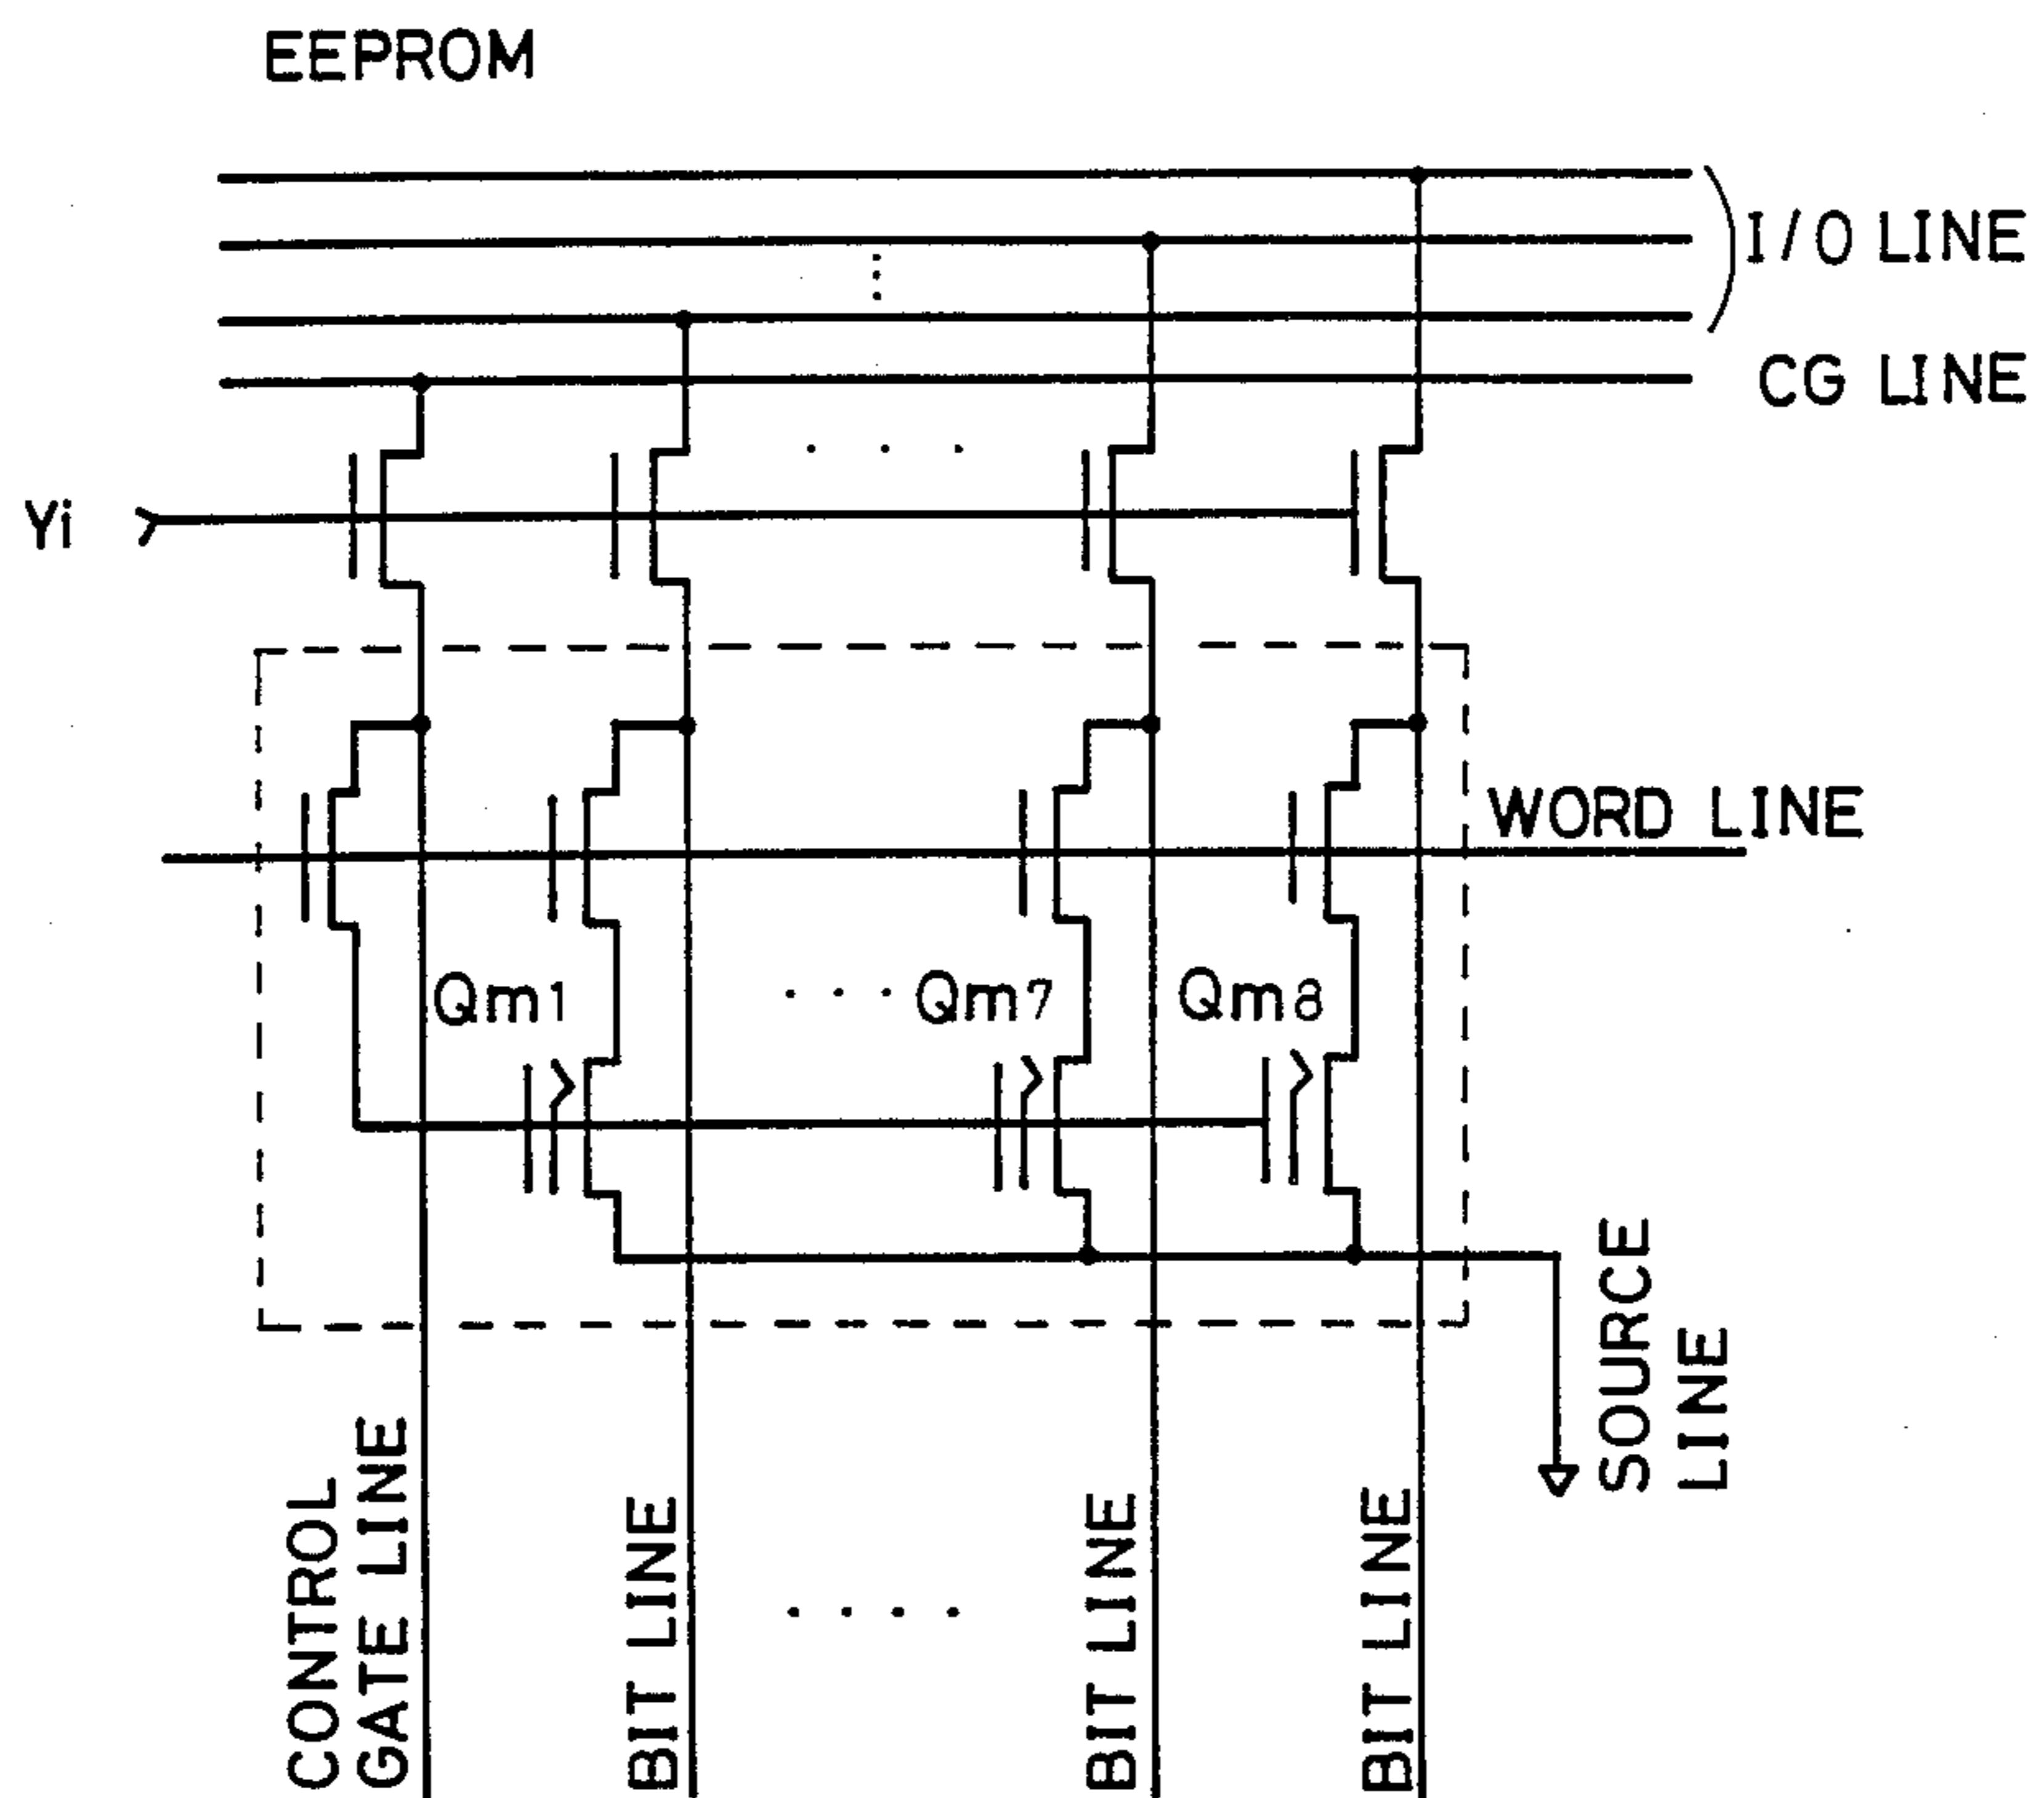 EEPROM
I/O LINE
CG LINE
Yi
WORD LINE
Qm1
Qm7
Qm8
SOURCE
LINE
CONTROL
GATE LINE
BIT LINE
BIT LINE
BIT LINE